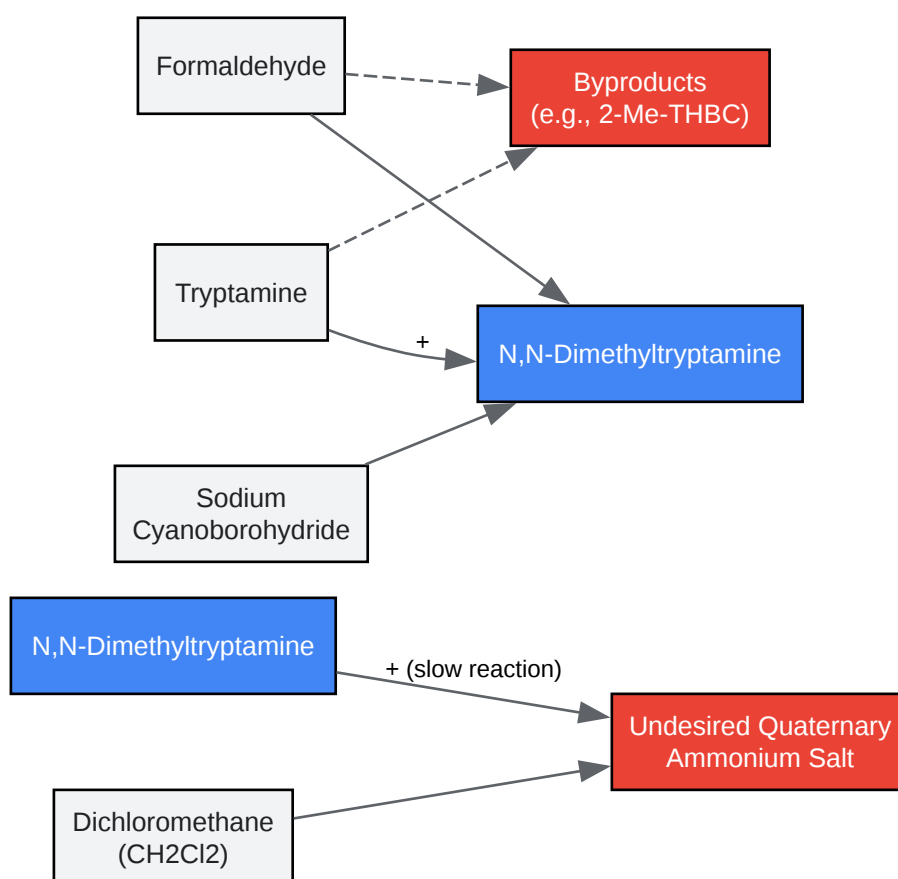 Formaldehyde
Byproducts
(e.g., 2-Me-THBC)
Tryptamine
+
N,N-Dimethyltryptamine
Sodium
Cyanoborohydride
N,N-Dimethyltryptamine
+ (slow reaction)
Undesired Quaternary
Ammonium Salt
Dichloromethane
(CH2Cl2)